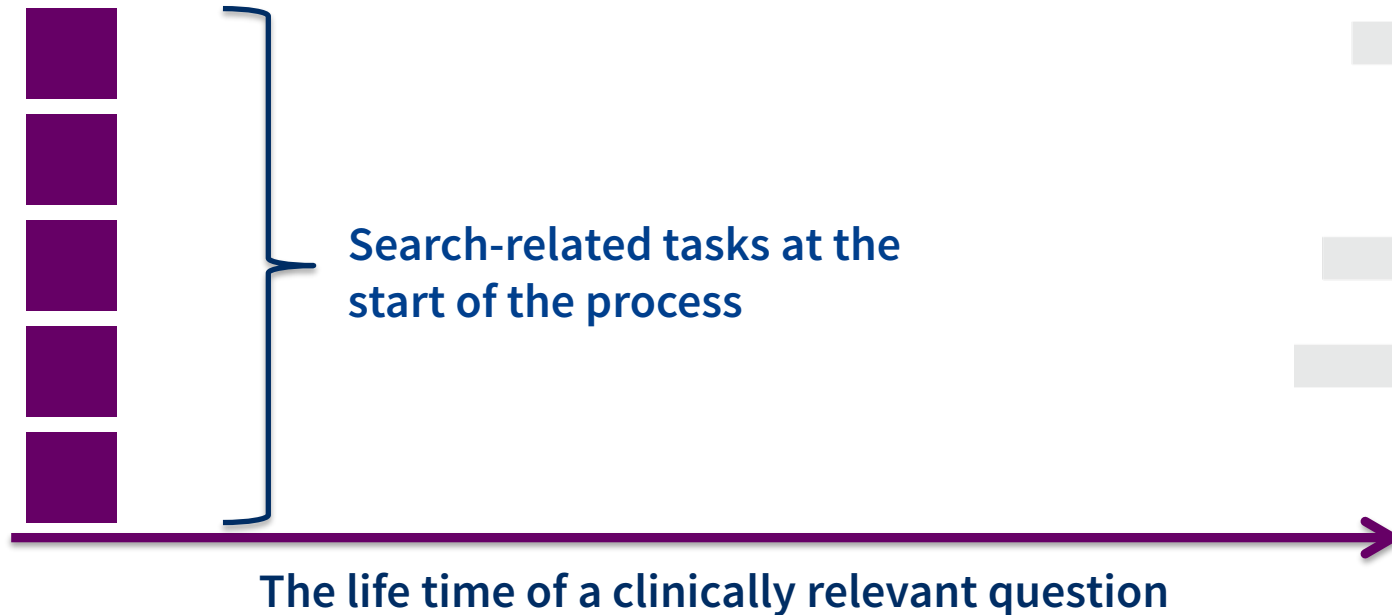 Search-related tasks at the
start of the process
The life time of a clinically relevant question